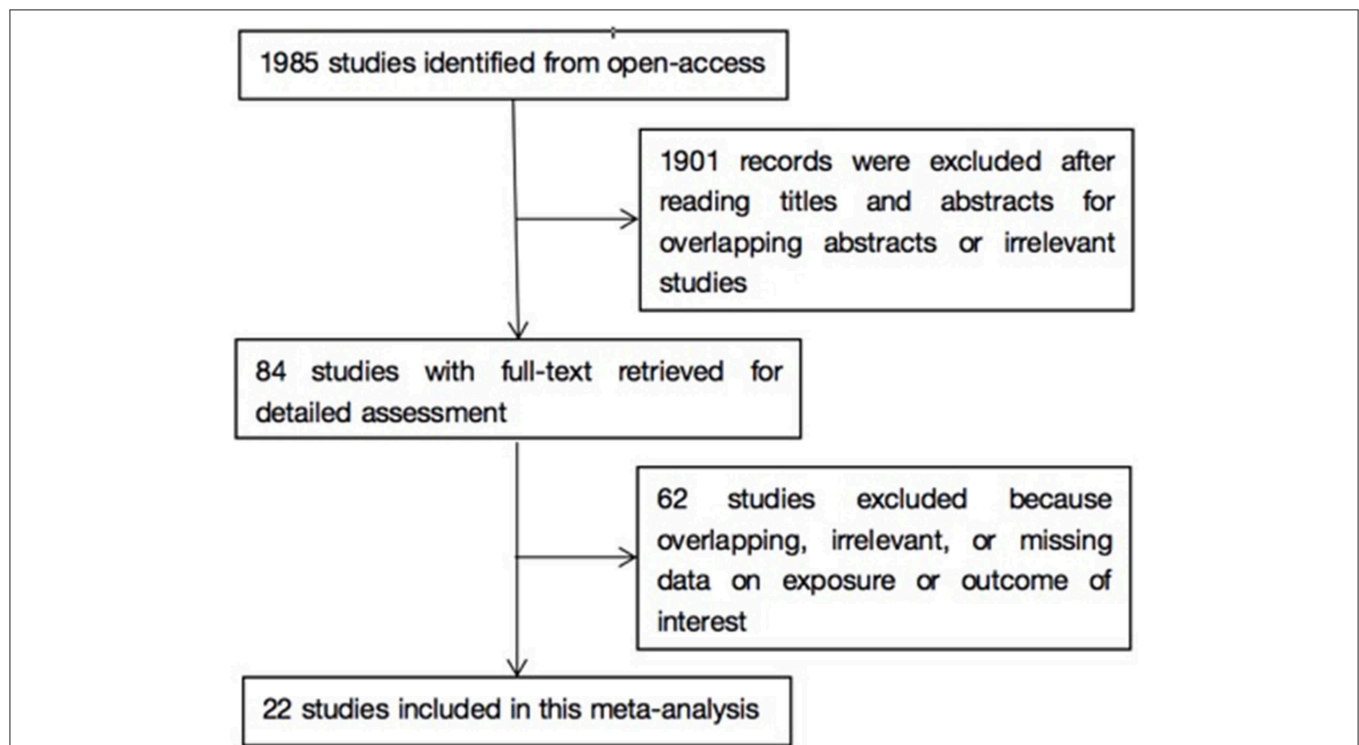 1985 studies identified from open-access
1901 records were excluded after
reading titles and abstracts for
overlapping abstracts or irrelevant
studies
84 studies with full-text retrieved for
detailed assessment
62 studies excluded because
overlapping, irrelevant, or missing
data on exposure or outcome of
interest
22 studies included in this meta-analysis